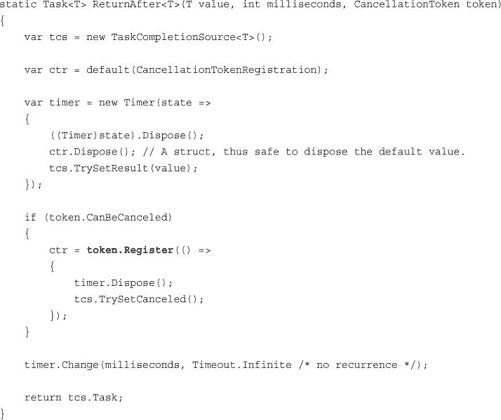 static Task<T> ReturnAfter<T>(T value, int milliseconds, CancellationToken token)
{
    var tcs = new TaskCompletionSource<T>();

    var ctr = default(CancellationTokenRegistration);

    var timer = new Timer(state =>
    {
        ((Timer)state).Dispose();
        ctr.Dispose(); // A struct, thus safe to dispose the default value.
        tcs.TrySetResult(value);
    });

    if (token.CanBeCanceled)
    {
        ctr = token.Register(() =>
        {
            timer.Dispose();
            tcs.TrySetCanceled();
        });
    }

    timer.Change(milliseconds, Timeout.Infinite /* no recurrence */);

    return tcs.Task;
}